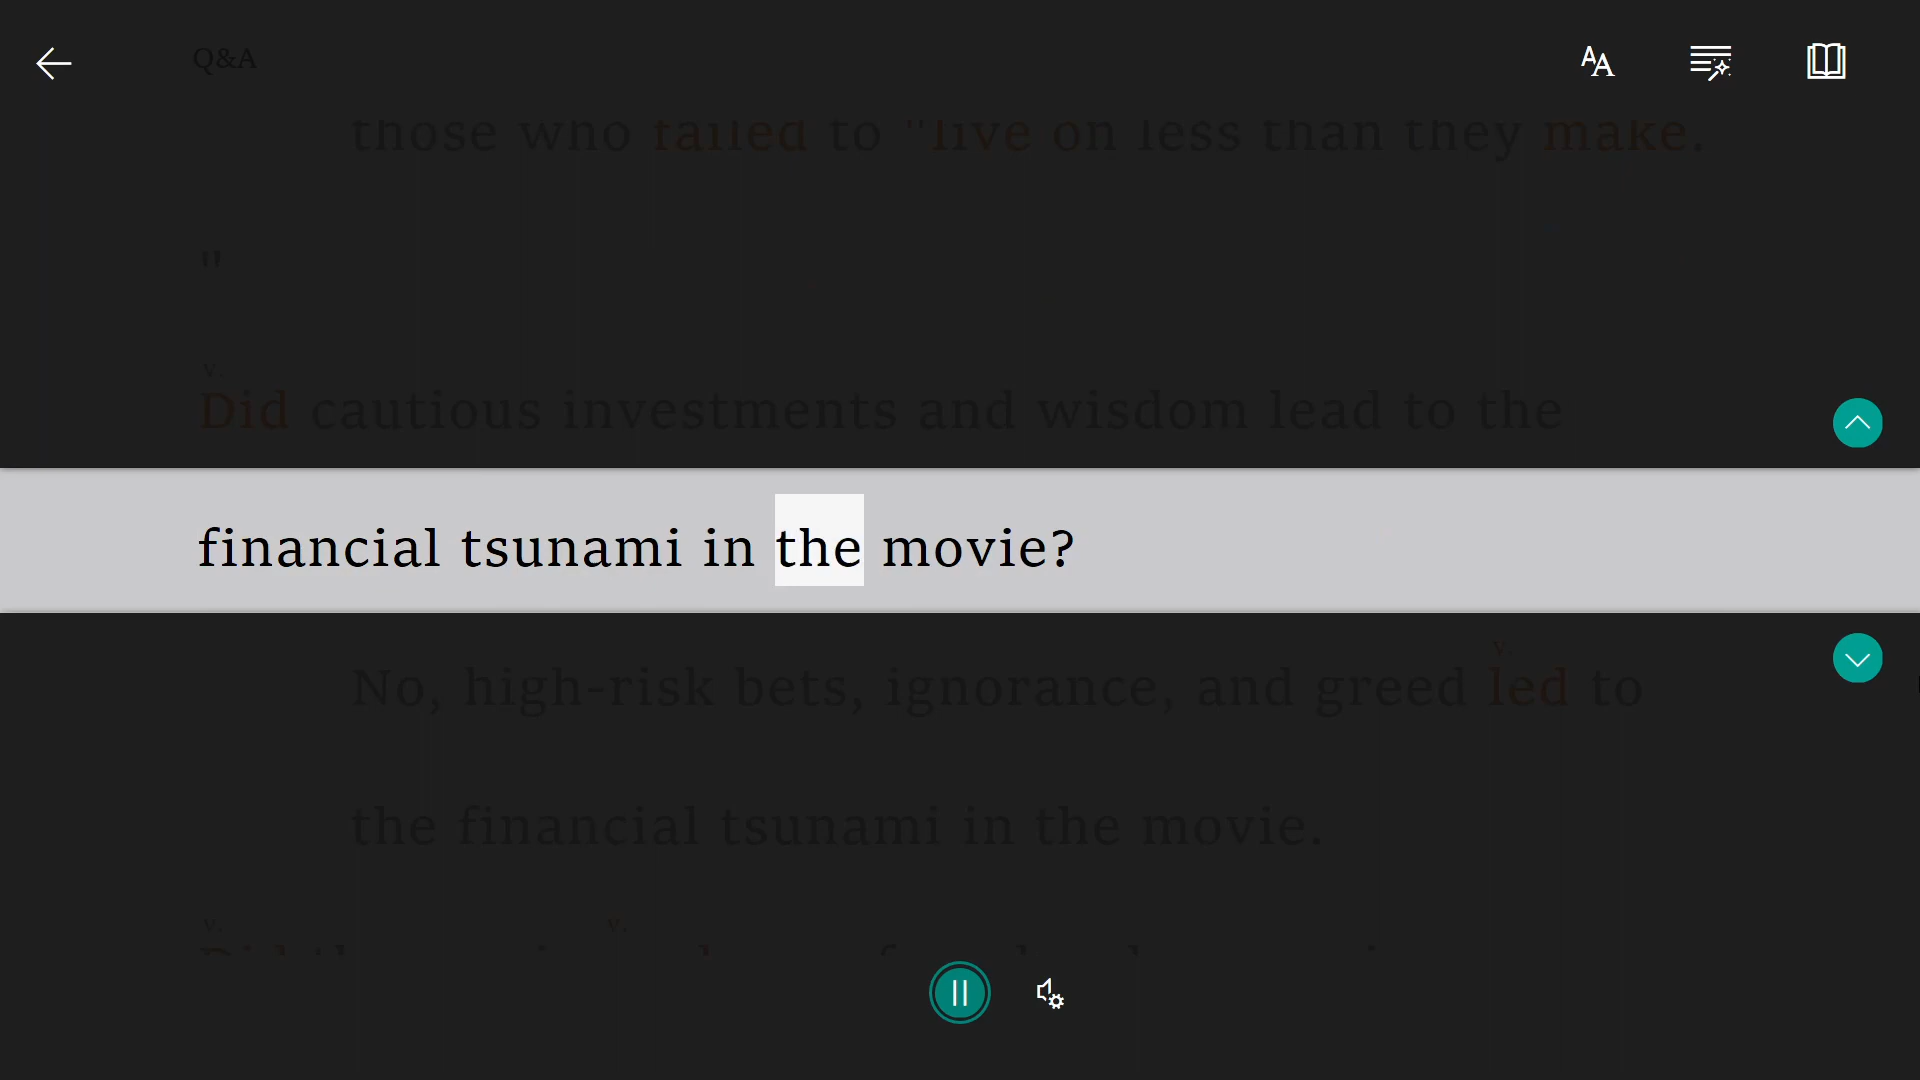 Q&A
those who failed to "live on less than they make.
"
v.
Did cautious investments and wisdom lead to the
financial tsunami in the movie?
v.
No, high-risk bets, ignorance, and greed led to
the financial tsunami in the movie.
v. v.